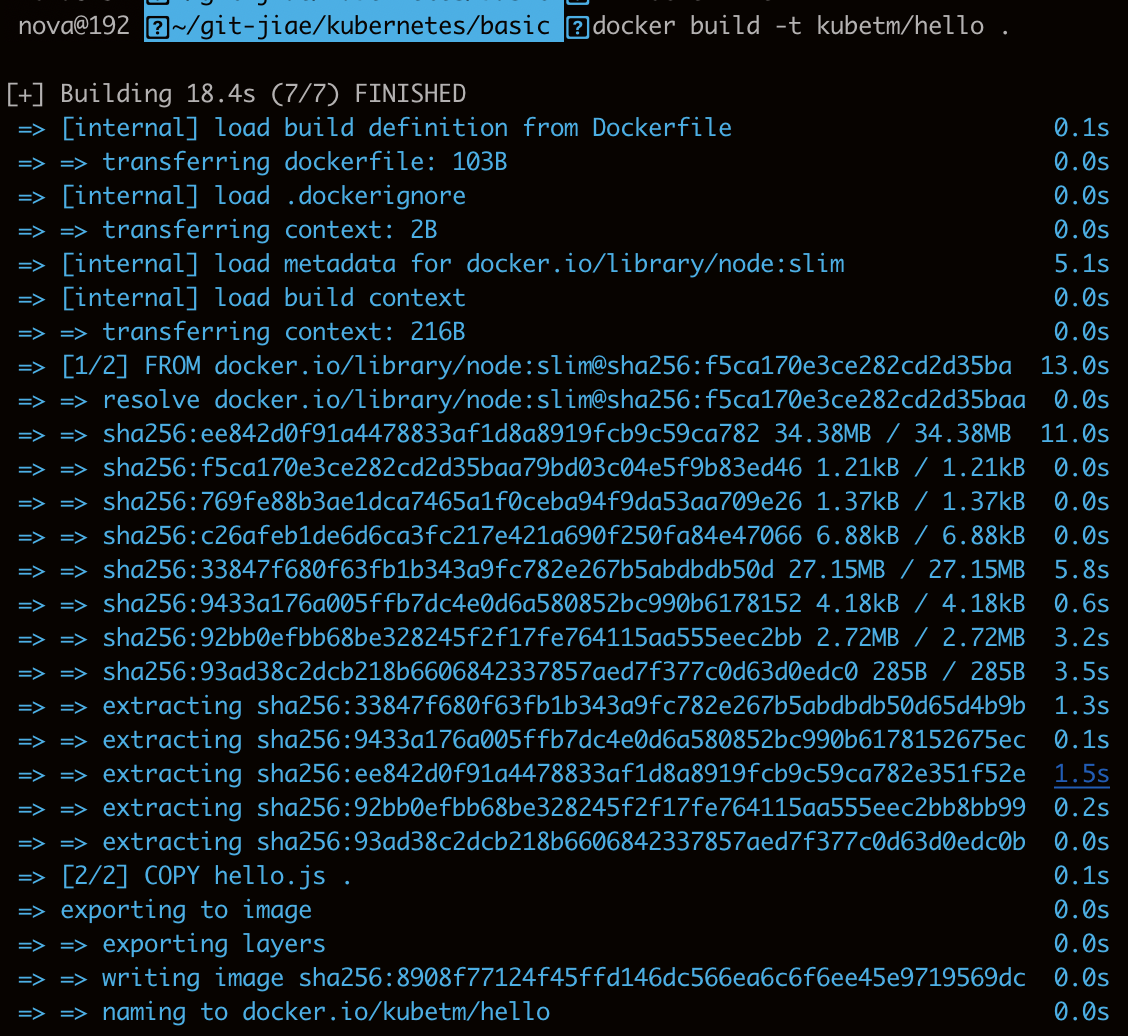 nova@192 ~/git-jiae/kubernetes/basic docker build -t kubetm/hello .
[+] Building 18.4s (7/7) FINISHED
=> [internal] load build definition from Dockerfile 0.1s
=> => transferring dockerfile: 103B 0.0s
=> [internal] load .dockerignore 0.0s
=> => transferring context: 2B 0.0s
=> [internal] load metadata for docker.io/library/node:slim 5.1s
=> [internal] load build context 0.0s
=> => transferring context: 216B 0.0s
=> [1/2] FROM docker.io/library/node:slim@sha256:f5ca170e3ce282cd2d35ba 13.0s
=> => resolve docker.io/library/node:slim@sha256:f5ca170e3ce282cd2d35baa 0.0s
=> => sha256:ee842d0f91a4478833af1d8a8919fcb9c59ca782 34.38MB / 34.38MB 11.0s
=> => sha256:f5ca170e3ce282cd2d35baa79bd03c04e5f9b83ed46 1.21kB / 1.21kB 0.0s
=> => sha256:769fe88b3ae1dca7465a1f0ceba94f9da53aa709e26 1.37kB / 1.37kB 0.0s
=> => sha256:c26afeb1de6d6ca3fc217e421a690f250fa84e47066 6.88kB / 6.88kB 0.0s
=> => sha256:33847f680f63fb1b343a9fc782e267b5abdbdb50d 27.15MB / 27.15MB 5.8s
=> => sha256:9433a176a005ffb7dc4e0d6a580852bc990b6178152 4.18kB / 4.18kB 0.6s
=> => sha256:92bb0efbb68be328245f2f17fe764115aa555eec2bb 2.72MB / 2.72MB 3.2s
=> => sha256:93ad38c2dcb218b6606842337857aed7f377c0d63d0edc0 285B / 285B 3.5s
=> => extracting sha256:33847f680f63fb1b343a9fc782e267b5abdbdb50d65d4b9b 1.3s
=> => extracting sha256:9433a176a005ffb7dc4e0d6a580852bc990b6178152675ec 0.1s
=> => extracting sha256:ee842d0f91a4478833af1d8a8919fcb9c59ca782e351f52e 1.5s
=> => extracting sha256:92bb0efbb68be328245f2f17fe764115aa555eec2bb8bb99 0.2s
=> => extracting sha256:93ad38c2dcb218b6606842337857aed7f377c0d63d0edc0b 0.0s
=> [2/2] COPY hello.js . 0.1s
=> exporting to image 0.0s
=> => exporting layers 0.0s
=> => writing image sha256:8908f77124f45ffd146dc566ea6c6f6ee45e9719569dc 0.0s
=> => naming to docker.io/kubetm/hello 0.0s